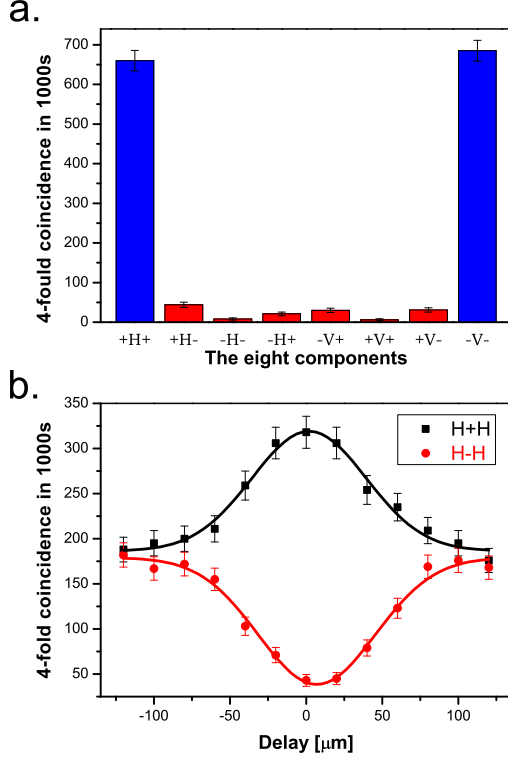 a.
4-fould coincidence in 1000s
700
600
500
400
300
200
100
0
+H+ +H- -H- -H+ -V+ +V+ +V- -V-
The eight components
b.
4-fold coincidence in 1000s
350
300
250
200
150
100
50
H+H
H-H
-100 -50 0 50 100
Delay [μm]